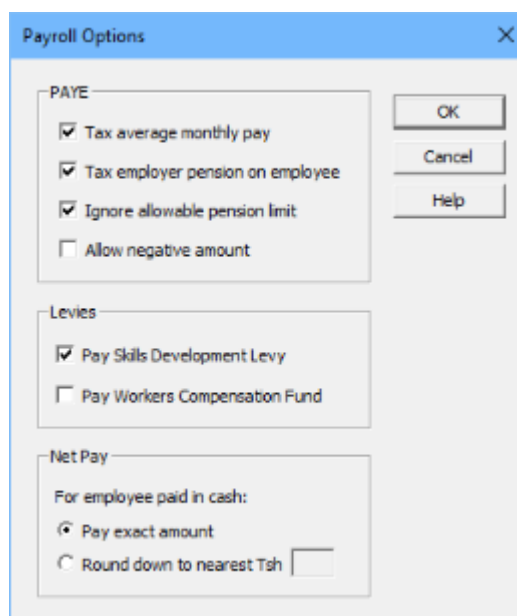 Payroll Options
PAYE
Tax average monthly pay
Tax employer pension on employee
Ignore allowable pension limit
Allow negative amount
OK
Cancel
Help
Levies
Pay Skills Development Levy
Pay Workers Compensation Fund
Net Pay
For employee paid in cash:
Pay exact amount
Round down to nearest Tsh